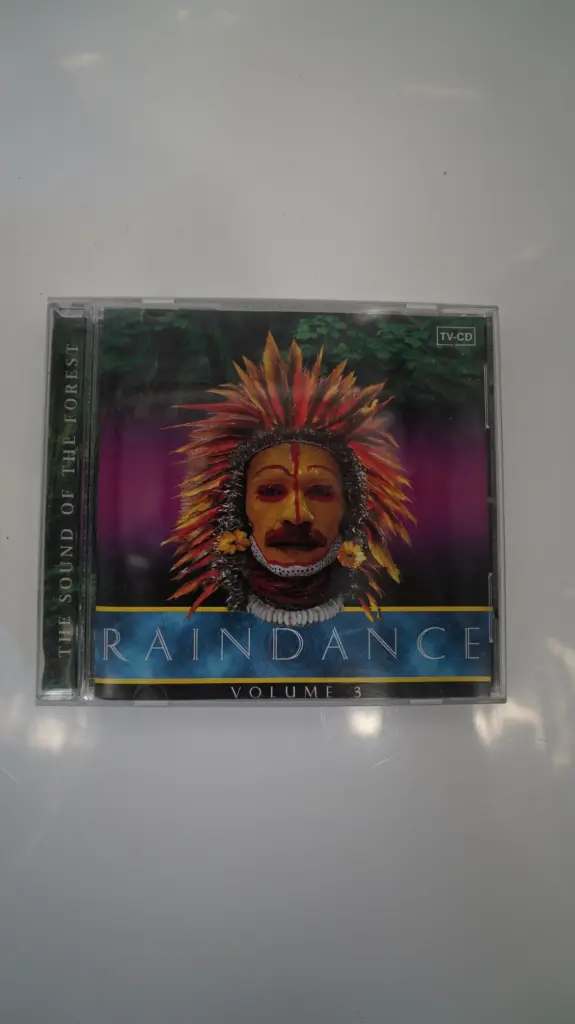 TV-CD
THE SOUND OF THE FOREST
RAINDANCE
VOLUME 3